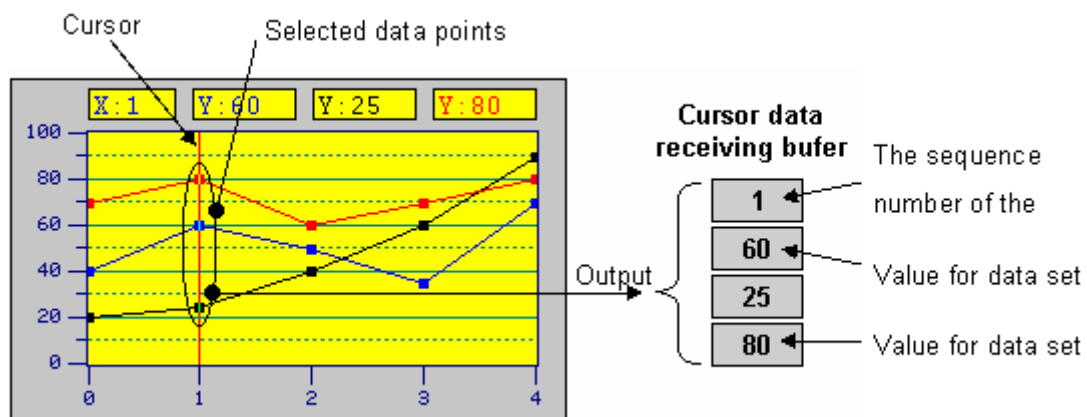 Cursor
Selected data points
X:1 Y:60 Y:25 Y:80
100
80
60
40
20
0
0 1 2 3 4
Output
Cursor data
receiving bufer
1
60
25
80
The sequence
number of the
Value for data set
Value for data set